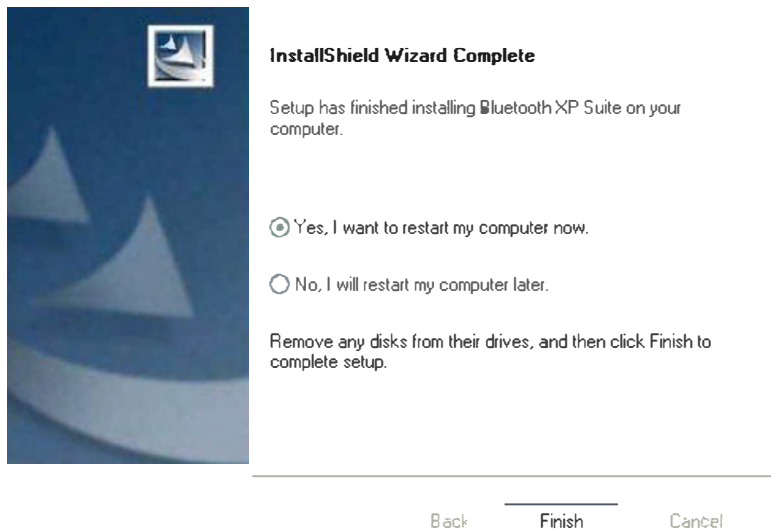 InstallShield Wizard Complete
Setup has finished installing Bluetooth XP Suite on your
computer.
Yes, I want to restart my computer now.
No, I will restart my computer later.
Remove any disks from their drives, and then click Finish to
complete setup.
Back Finish Cancel